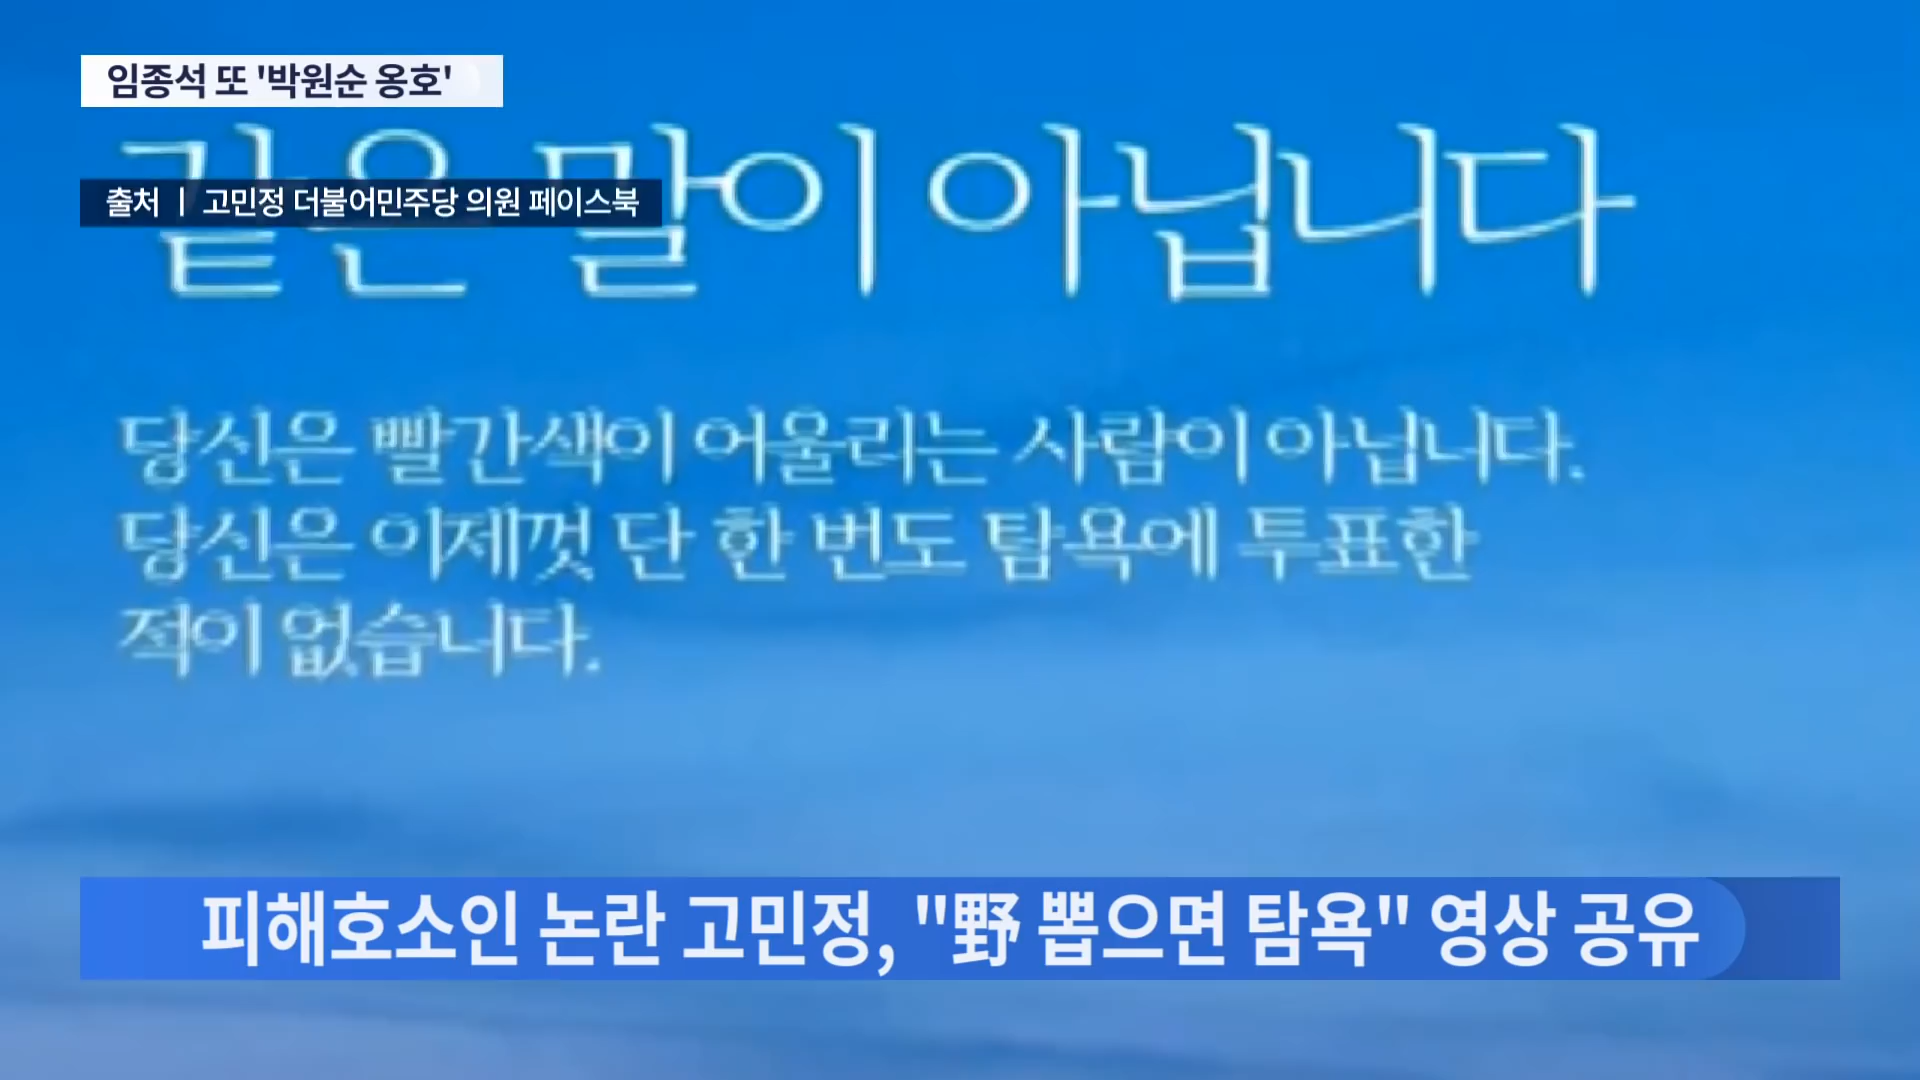 임종석 또 '박원순 옹호'
같은 말이 아닙니다
출처 | 고민정 더불어민주당 의원 페이스북
당신은 빨간색이 어울리는 사람이 아닙니다.
당신은 이제껏 단 한 번도 탐욕에 투표한
적이 없습니다.
피해호소인 논란 고민정, "野 뽑으면 탐욕" 영상 공유